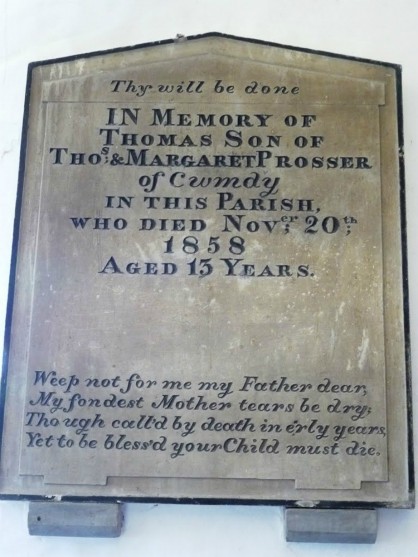 Thy will be done
IN MEMORY OF
THOMAS SON OF
THOS: & MARGARET PROSSER
of Cwmdy
IN THIS PARISH,
WHO DIED NOV.er; 20th;
1858
AGED 13 YEARS.
Weep not for me my Father dear,
My fondest Mother tears be dry;
Though call'd by death in erly years,
Yet to be bless'd your Child must die.